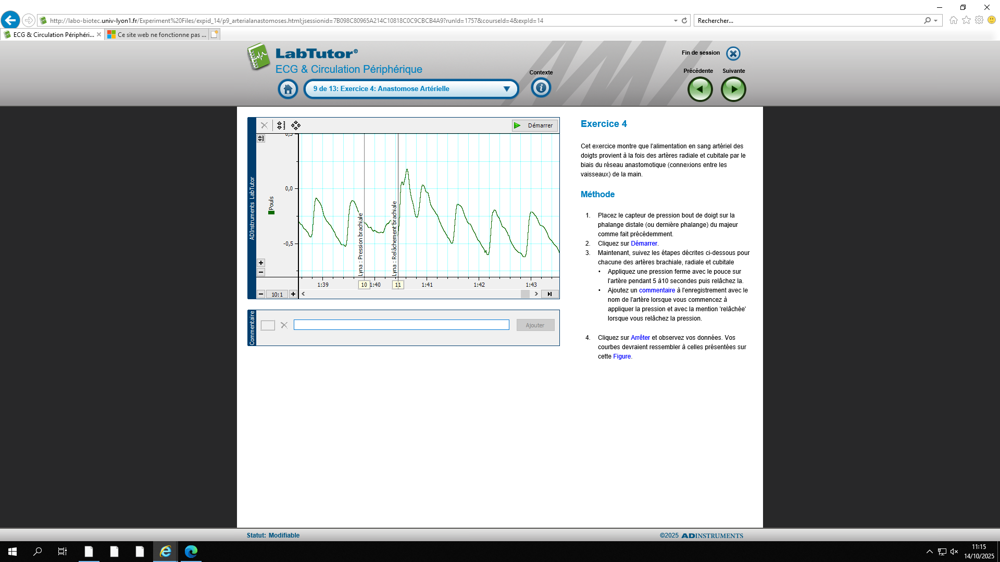 http://labo-biotec.univ-lyon1.fr/Experiment%20Files/expid_14/p9_arterialanastomoses.html;jsessionid=7B098C80965A214C10818C0C9CBCB4A9?runId=1757&courseId=4&expId=14
Rechercher...
ECG & Circulation Périphéri...
Ce site web ne fonctionne pas ...
LabTutor®
ECG & Circulation Périphérique
9 de 13: Exercice 4: Anastomose Artérielle
Contexte
Fin de session
Précédente
Suivante
Démarrer
ADInstruments LabTutor
Pouls
0,5
0,0
-0,5
Lyna : Pression brachiale
Lyna : Relâchement brachiale
1:39
10
1:40
11
1:41
1:42
1:43
10:1
Commentaire
Ajouter
Exercice 4
Cet exercice montre que l'alimentation en sang artériel des
doigts provient à la fois des artères radiale et cubitale par le
biais du réseau anastomotique (connexions entre les
vaisseaux) de la main.
Méthode
1. Placez le capteur de pression bout de doigt sur la
phalange distale (ou dernière phalange) du majeur
comme fait précédemment.
2. Cliquez sur Démarrer.
3. Maintenant, suivez les étapes décrites ci-dessous pour
chacune des artères brachiale, radiale et cubitale
• Appliquez une pression ferme avec le pouce sur
l'artère pendant 5 à10 secondes puis relâchez la.
• Ajoutez un commentaire à l'enregistrement avec le
nom de l'artère lorsque vous commencez à
appliquer la pression et avec la mention 'relâchée'
lorsque vous relâchez la pression.
4. Cliquez sur Arrêter et observez vos données. Vos
courbes devraient ressembler à celles présentées sur
cette Figure.
Statut: Modifiable
©2025 ADINSTRUMENTS
11:15
14/10/2025